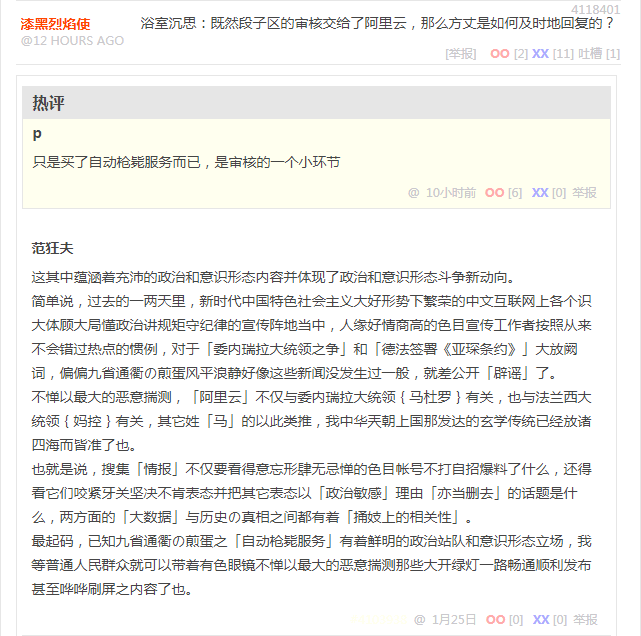 4118401
漆黑烈焰使
浴室沉思：既然段子区的审核交给了阿里云，那么方丈是如何及时地回复的？
@12 HOURS AGO
[举报] OO [2] XX [11] 吐槽 [1]
热评
p
只是买了自动枪毙服务而已，是审核的一个小环节
@ 10小时前 OO [6] XX [0] 举报
范狂夫
这其中蕴涵着充沛的政治和意识形态内容并体现了政治和意识形态斗争新动向。
简单说，过去的一两天里，新时代中国特色社会主义大好形势下繁荣的中文互联网上各个识
大体顾大局懂政治讲规矩守纪律的宣传阵地当中，人缘好情商高的色目宣传工作者按照从来
不会错过热点的惯例，对于「委内瑞拉大统领之争」和「德法签署《亚琛条约》」大放阙
词，偏偏九省通衢の煎蛋风平浪静好像这些新闻没发生过一般，就差公开「辟谣」了。
不惮以最大的恶意揣测，「阿里云」不仅与委内瑞拉大统领｛马杜罗｝有关，也与法兰西大
统领｛妈控｝有关，其它姓「马」的以此类推，我中华天朝上国那发达的玄学传统已经放诸
四海而皆准了也。
也就是说，搜集「情报」不仅要看得意忘形肆无忌惮的色目帐号不打自招爆料了什么，还得
看它们咬紧牙关坚决不肯表态并把其它表态以「政治敏感」理由「亦当删去」的话题是什
么，两方面的「大数据」与历史の真相之间都有着「捅妓上的相关性」。
最起码，已知九省通衢の煎蛋之「自动枪毙服务」有着鲜明的政治站队和意识形态立场，我
等普通人民群众就可以带着有色眼镜不惮以最大的恶意揣测那些大开绿灯一路畅通顺利发布
甚至哗哗刷屏之内容了也。
@ 1月25日 OO [0] XX [0] 举报